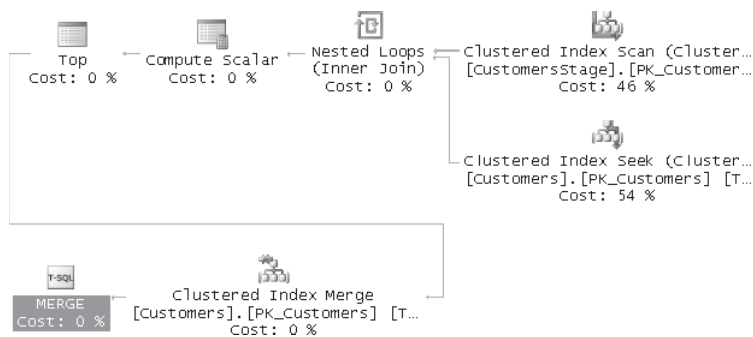 Top
Cost: 0 %
Compute Scalar
Cost: 0 %
Nested Loops
(Inner Join)
Cost: 0 %
Clustered Index Scan (Cluster…
[CustomersStage].[PK_Customer…
Cost: 46 %
Clustered Index Seek (Cluster…
[Customers].[PK_Customers] [T…
Cost: 54 %
T-SQL
MERGE
Cost: 0 %
Clustered Index Merge
[Customers].[PK_Customers] [T…
Cost: 0 %